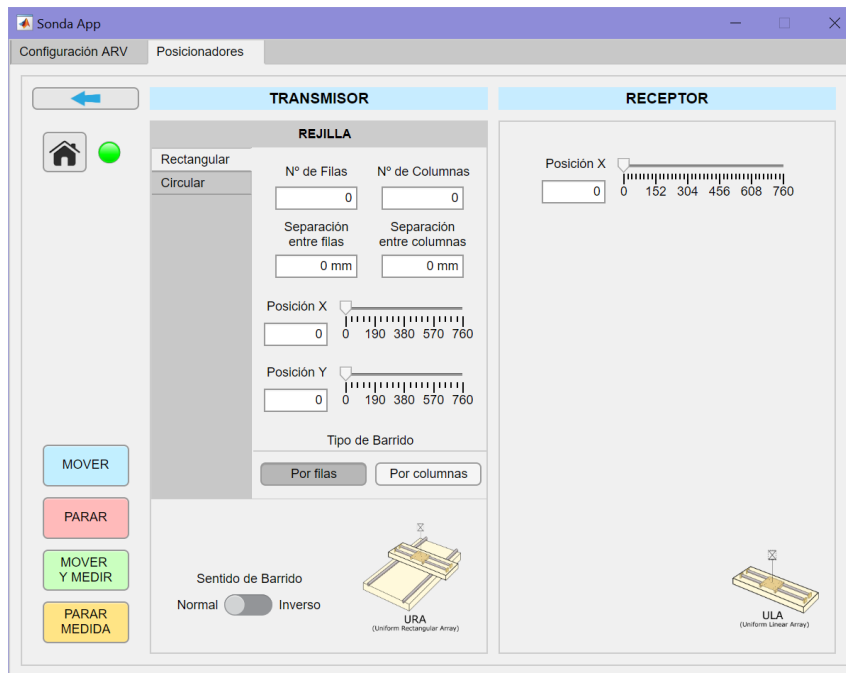 Sonda App
Configuración ARV
Posicionadores
TRANSMISOR
RECEPTOR
REJILLA
Rectangular
Circular
Nº de Filas
Nº de Columnas
0
0
Separación
entre filas
Separación
entre columnas
0 mm
0 mm
Posición X
0
0 190 380 570 760
Posición Y
0
0 190 380 570 760
Tipo de Barrido
Por filas
Por columnas
Sentido de Barrido
Normal
Inverso
URA
(Uniform Rectangular Array)
MOVER
PARAR
MOVER
Y MEDIR
PARAR
MEDIDA
Posición X
0
0 152 304 456 608 760
ULA
(Uniform Linear Array)